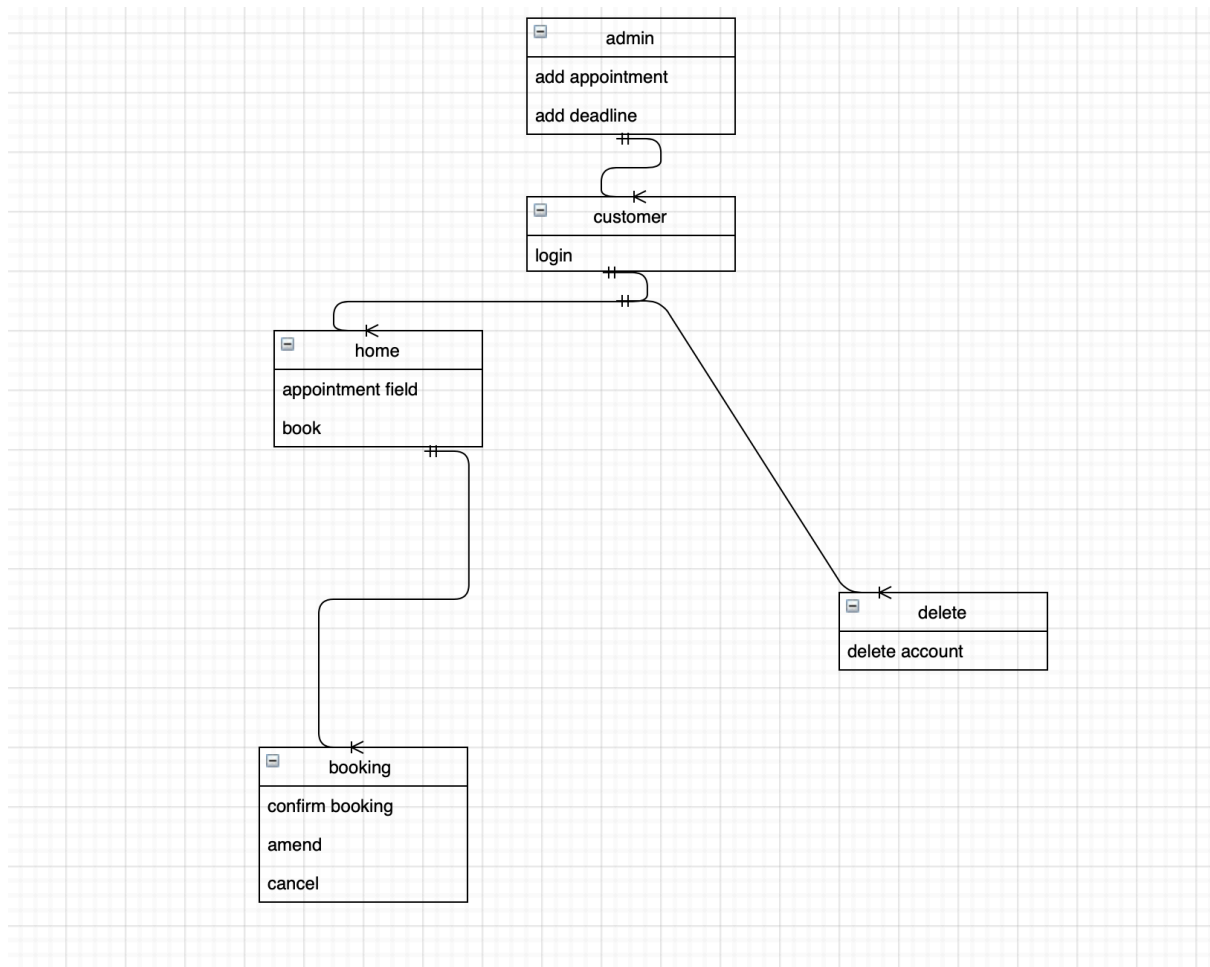 admin
add appointment
add deadline
customer
login
home
appointment field
book
delete
delete account
booking
confirm booking
amend
cancel